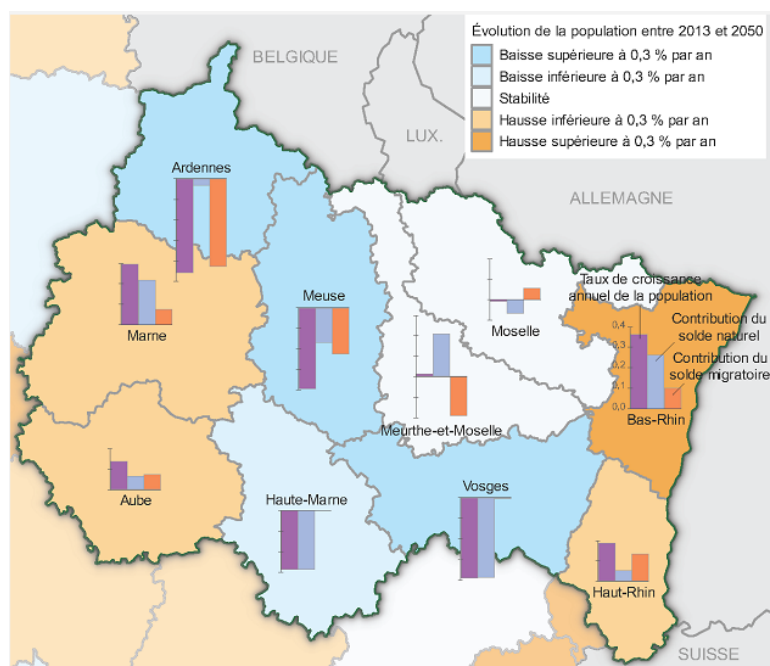 Évolution de la population entre 2013 et 2050
Baisse supérieure à 0,3 % par an
Baisse inférieure à 0,3 % par an
Stabilité
Hausse inférieure à 0,3 % par an
Hausse supérieure à 0,3 % par an
BELGIQUE
LUX.
ALLEMAGNE
Ardennes
Marne
Meuse
Moselle
Meurthe-et-Moselle
Taux de croissance
annuel de la population
Contribution du
solde naturel
Contribution du
solde migratoire
0,4
0,3
0,2
0,1
0,0
Bas-Rhin
Aube
Haute-Marne
Vosges
Haut-Rhin
SUISSE